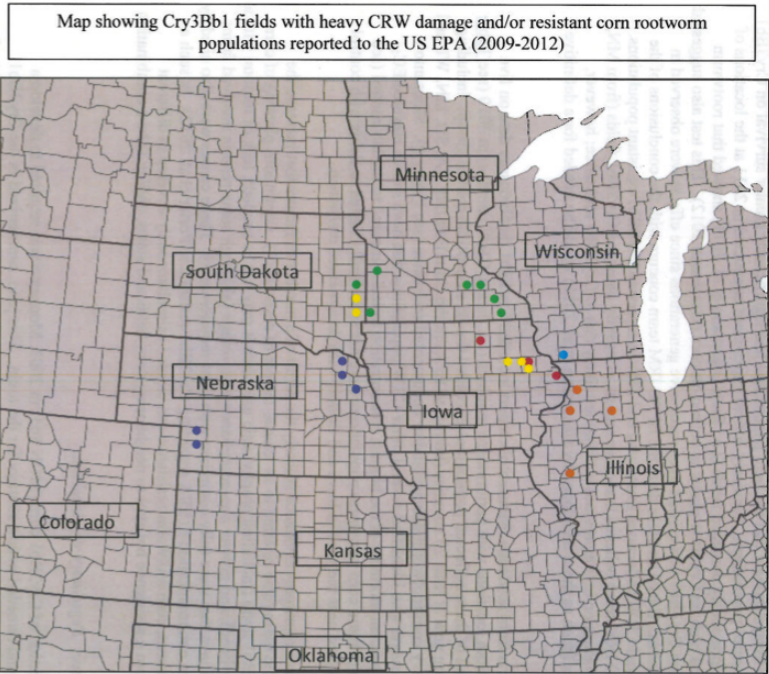 Map showing Cry3Bb1 fields with heavy CRW damage and/or resistant corn rootworm
populations reported to the US EPA (2009-2012)
Minnesota
Wisconsin
South Dakota
Nebraska
Iowa
Illinois
Colorado
Kansas
Oklahoma